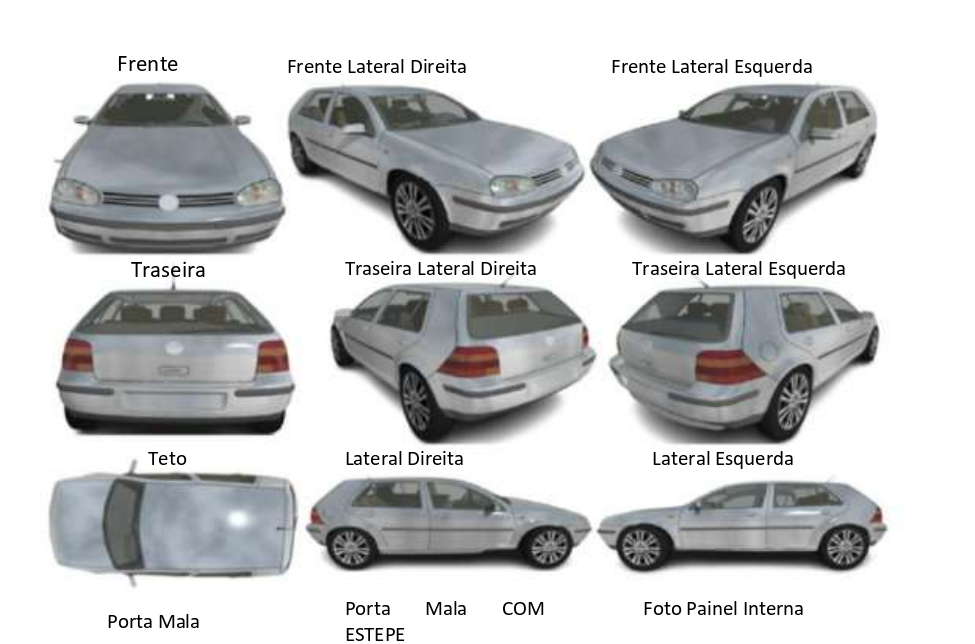 Frente
Frente Lateral Direita
Frente Lateral Esquerda
Traseira
Traseira Lateral Direita
Traseira Lateral Esquerda
Teto
Lateral Direita
Lateral Esquerda
Porta Mala
Porta Mala COM
ESTEPE
Foto Painel Interna